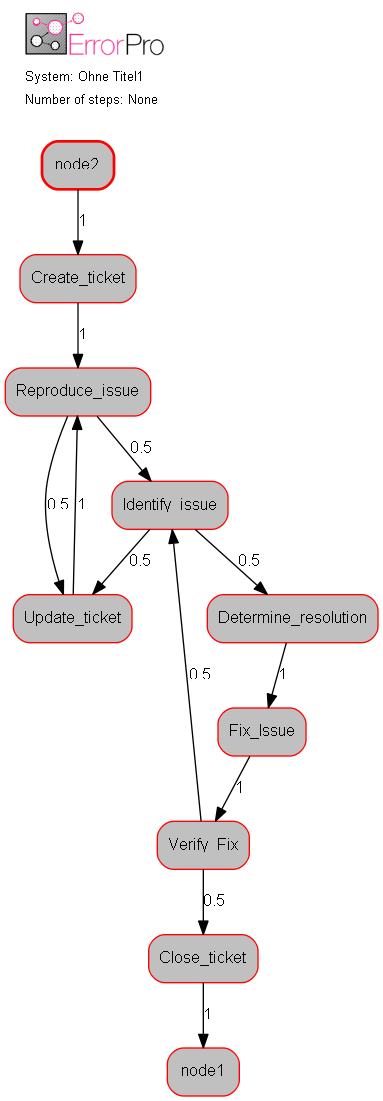 ErrorPro
System: Ohne Titel1
Number of steps: None
node2
1
Create_ticket
1
Reproduce_issue
0.5
0.5
1
Identify_issue
0.5
0.5
Update_ticket
Determine_resolution
1
0.5
Fix_Issue
1
Verify_Fix
0.5
Close_ticket
1
node1